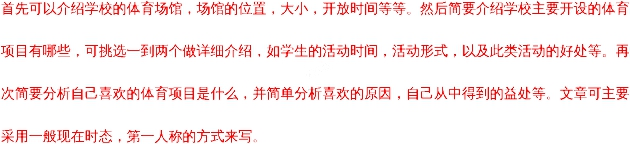 首先可以介绍学校的体育场馆，场馆的位置，大小，开放时间等等。然后简要介绍学校主要开设的体育
项目有哪些，可挑选一到两个做详细介绍，如学生的活动时间，活动形式，以及此类活动的好处等。再
次简要分析自己喜欢的体育项目是什么，并简单分析喜欢的原因，自己从中得到的益处等。文章可主要
采用一般现在时态，第一人称的方式来写。